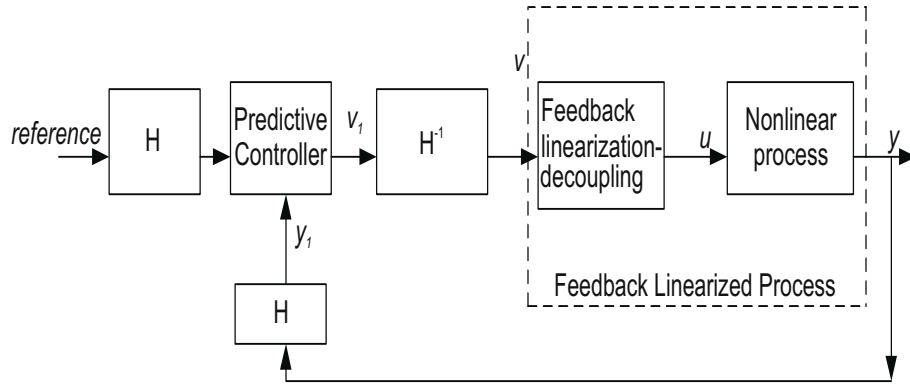 reference
H
Predictive
Controller
v₁
H⁻¹
v
Feedback
linearization-
decoupling
u
Nonlinear
process
y
y₁
H
Feedback Linearized Process